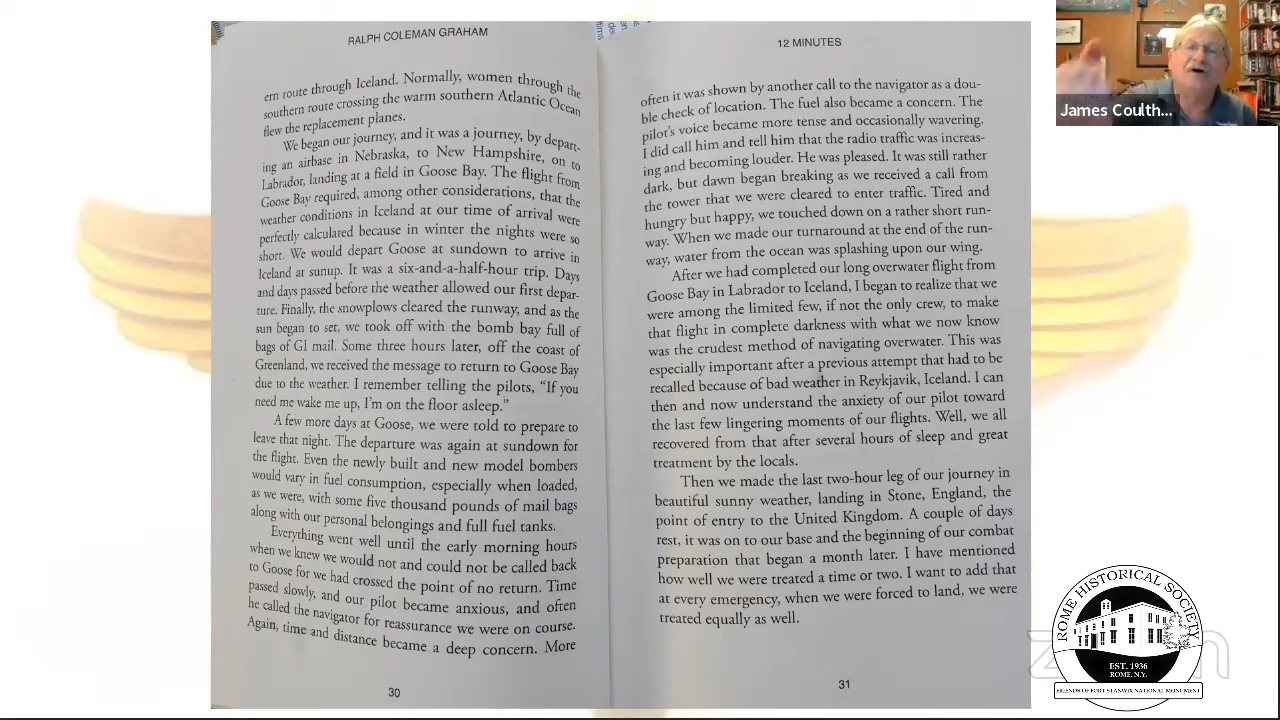 RALPH COLEMAN GRAHAM
ern route through Iceland. Normally, women through the
southern route crossing the warm southern Atlantic Ocean
flew the replacement planes.
We began our journey, and it was a journey, by depart-
ing an airbase in Nebraska, to New Hampshire, on to
Labrador, landing at a field in Goose Bay. The flight from
Goose Bay required, among other considerations, that the
weather conditions in Iceland at our time of arrival were
perfectly calculated because in winter the nights were so
short. We would depart Goose at sundown to arrive in
Iceland at sunup. It was a six-and-a-half-hour trip. Days
and days passed before the weather allowed our first depar-
ture. Finally, the snowplows cleared the runway, and as the
sun began to set, we took off with the bomb bay full of
bags of GI mail. Some three hours later, off the coast of
Greenland, we received the message to return to Goose Bay
due to the weather. I remember telling the pilots, “If you
need me wake me up, I’m on the floor asleep.”
A few more days at Goose, we were told to prepare to
leave that night. The departure was again at sundown for
the flight. Even the newly built and new model bombers
would vary in fuel consumption, especially when loaded,
as we were, with some five thousand pounds of mail bags
along with our personal belongings and full fuel tanks.
Everything went well until the early morning hours
when we knew we would not and could not be called back
to Goose for we had crossed the point of no return. Time
passed slowly, and our pilot became anxious, and often
he called the navigator for reassurance we were on course.
Again, time and distance became a deep concern. More
30
12 MINUTES
often it was shown by another call to the navigator as a dou-
ble check of location. The fuel also became a concern. The
pilot’s voice became more tense and occasionally wavering.
I did call him and tell him that the radio traffic was increas-
ing and becoming louder. He was pleased. It was still rather
dark, but dawn began breaking as we received a call from
the tower that we were cleared to enter traffic. Tired and
hungry but happy, we touched down on a rather short run-
way. When we made our turnaround at the end of the run-
way, water from the ocean was splashing upon our wing.
After we had completed our long overwater flight from
Goose Bay in Labrador to Iceland, I began to realize that we
were among the limited few, if not the only crew, to make
that flight in complete darkness with what we now know
was the crudest method of navigating overwater. This was
especially important after a previous attempt that had to be
recalled because of bad weather in Reykjavik, Iceland. I can
then and now understand the anxiety of our pilot toward
the last few lingering moments of our flights. Well, we all
recovered from that after several hours of sleep and great
treatment by the locals.
Then we made the last two-hour leg of our journey in
beautiful sunny weather, landing in Stone, England, the
point of entry to the United Kingdom. A couple of days
rest, it was on to our base and the beginning of our combat
preparation that began a month later. I have mentioned
how well we were treated a time or two. I want to add that
at every emergency, when we were forced to land, we were
treated equally as well.
31
James Coulth...
ROME HISTORICAL SOCIETY
EST. 1936
ROME, N.Y.
FRIENDS OF FORT STANWIX NATIONAL MONUMENT